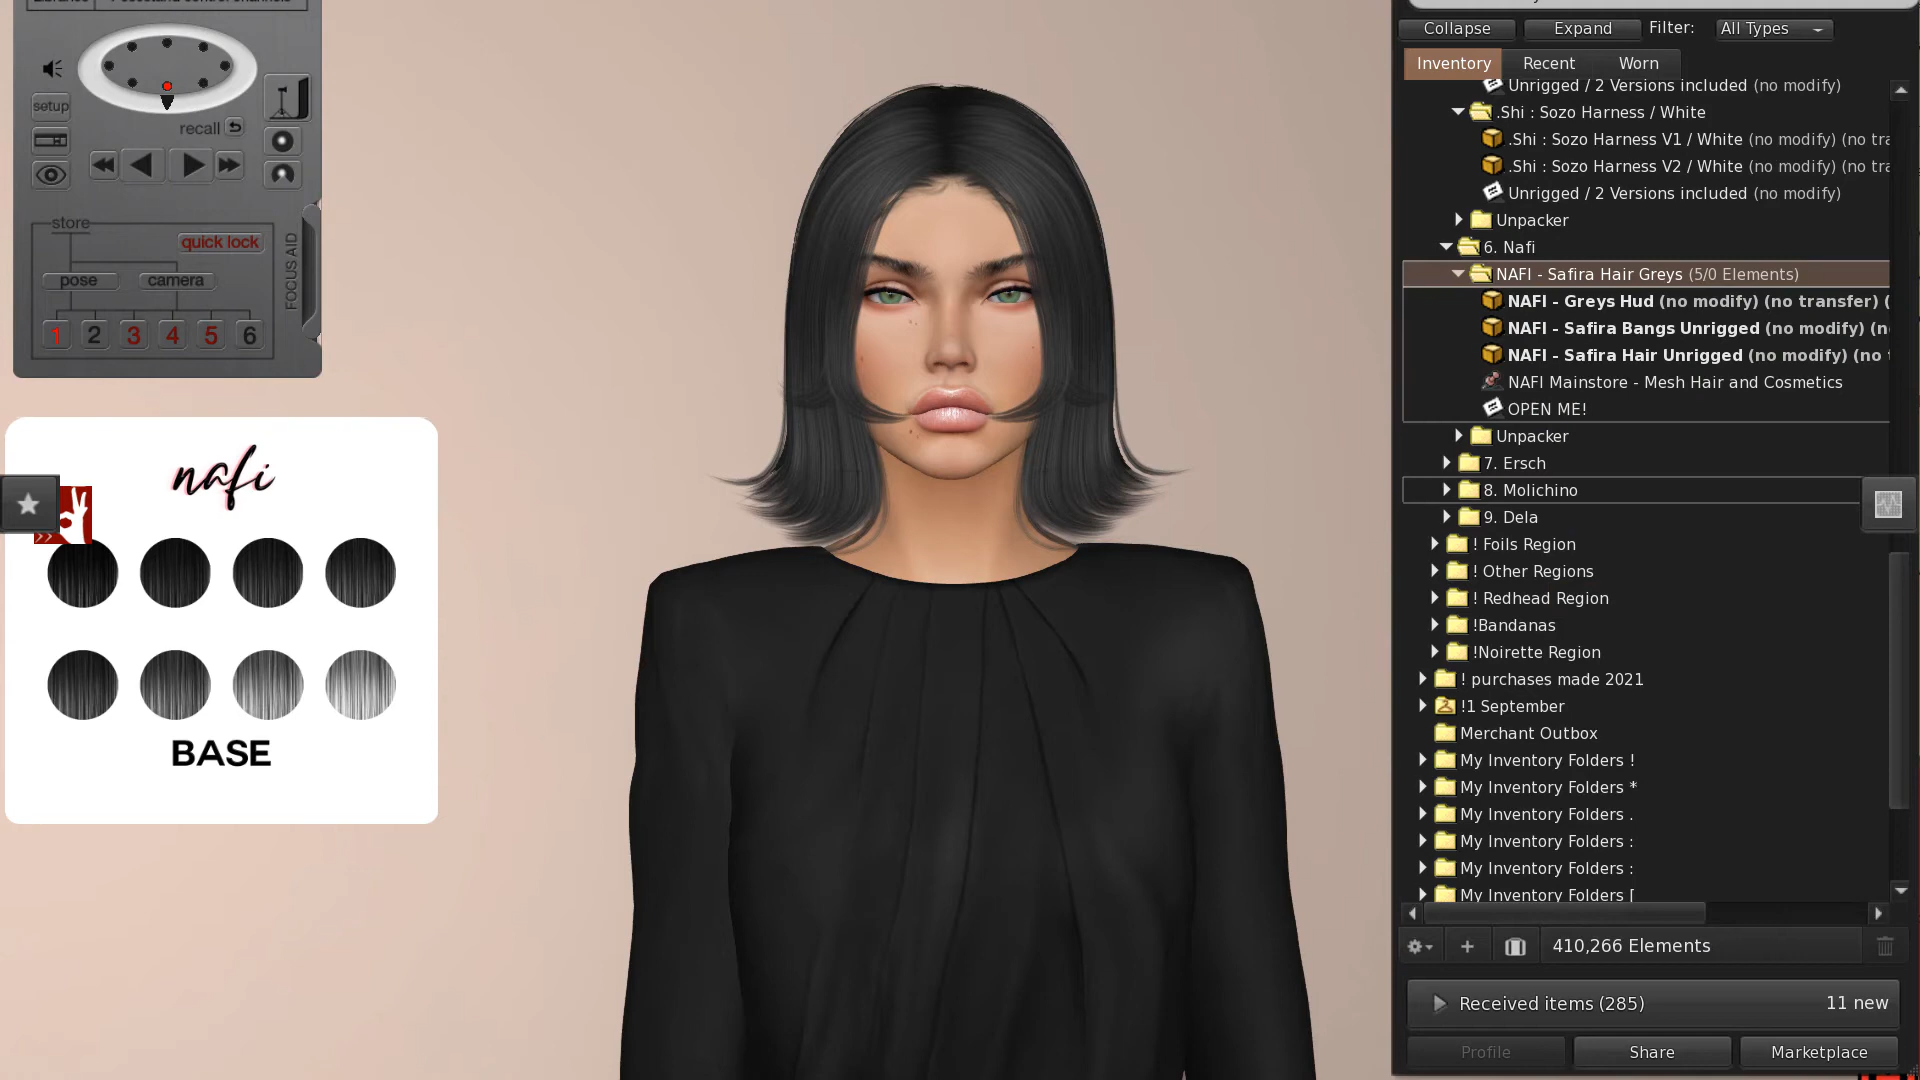 setup
recall
store
quick lock
pose
camera
FOCUS AID
1 2 3 4 5 6
nafi
BASE
Collapse Expand Filter: All Types
Inventory Recent Worn
Unrigged / 2 Versions included (no modify)
.Shi : Sozo Harness / White
.Shi : Sozo Harness V1 / White (no modify) (no tra
.Shi : Sozo Harness V2 / White (no modify) (no tra
Unrigged / 2 Versions included (no modify)
Unpacker
6. Nafi
NAFI - Safira Hair Greys (5/0 Elements)
NAFI - Greys Hud (no modify) (no transfer) (
NAFI - Safira Bangs Unrigged (no modify) (n
NAFI - Safira Hair Unrigged (no modify) (no
NAFI Mainstore - Mesh Hair and Cosmetics
OPEN ME!
Unpacker
7. Ersch
8. Molichino
9. Dela
! Foils Region
! Other Regions
! Redhead Region
!Bandanas
!Noirette Region
! purchases made 2021
!1 September
Merchant Outbox
My Inventory Folders !
My Inventory Folders *
My Inventory Folders .
My Inventory Folders :
My Inventory Folders :
My Inventory Folders [
410,266 Elements
Received items (285) 11 new
Profile Share Marketplace